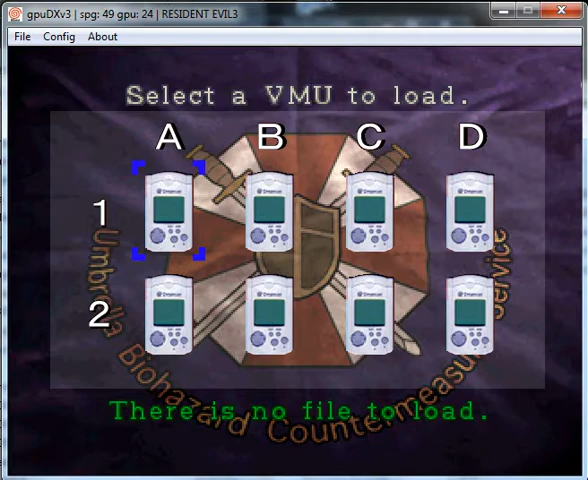 gpuDXv3 | spg: 49 gpu: 24 | RESIDENT EVIL3
File Config About
Select a VMU to load.
A B C D
1
2
Umbrella Biohazard Countermeasure Service
There is no file to load.